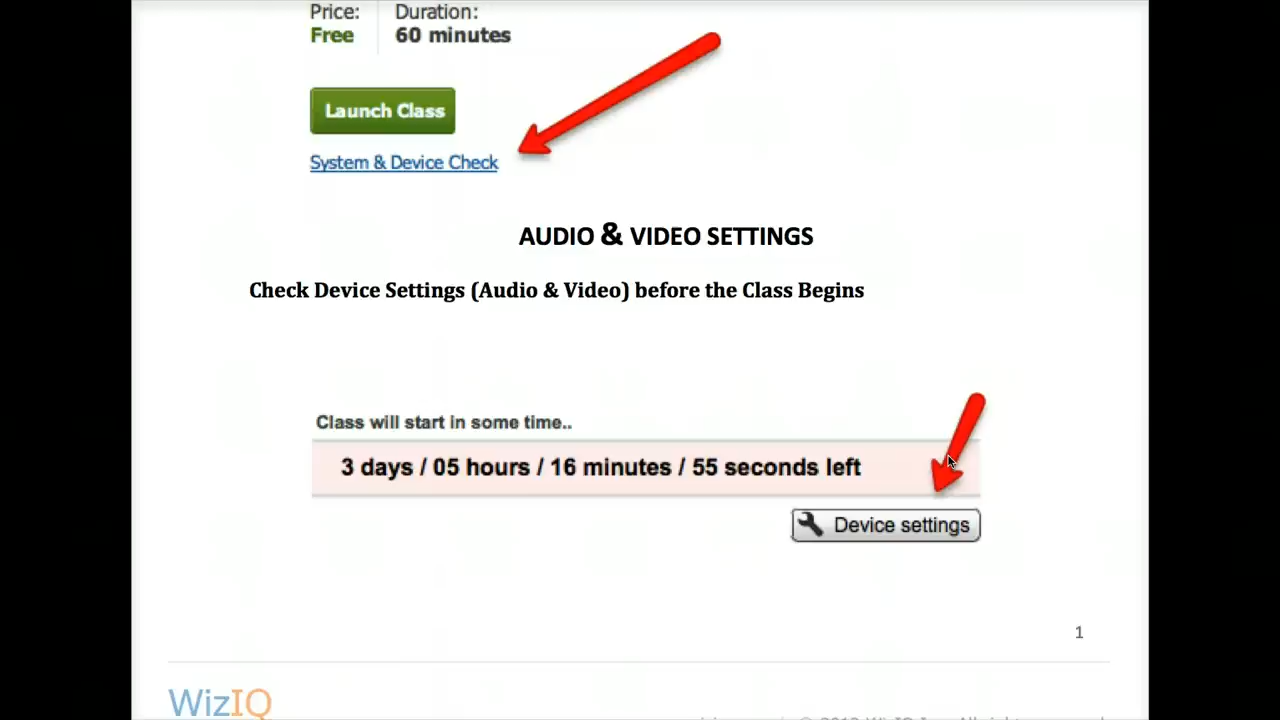 Price: Duration:
Free 60 minutes
Launch Class
System & Device Check
AUDIO & VIDEO SETTINGS
Check Device Settings (Audio & Video) before the Class Begins
Class will start in some time..
3 days / 05 hours / 16 minutes / 55 seconds left
Device settings
1
WizIQ